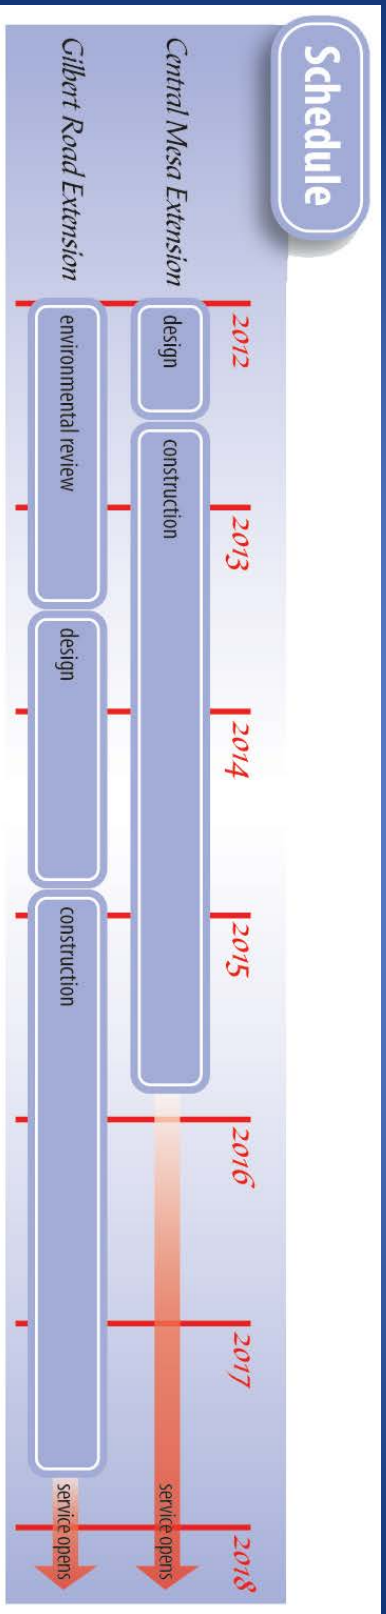 Schedule
2012
2013
2014
2015
2016
2017
2018
Central Mesa Extension
design
construction
service opens
Gilbert Road Extension
environmental review
design
construction
service opens